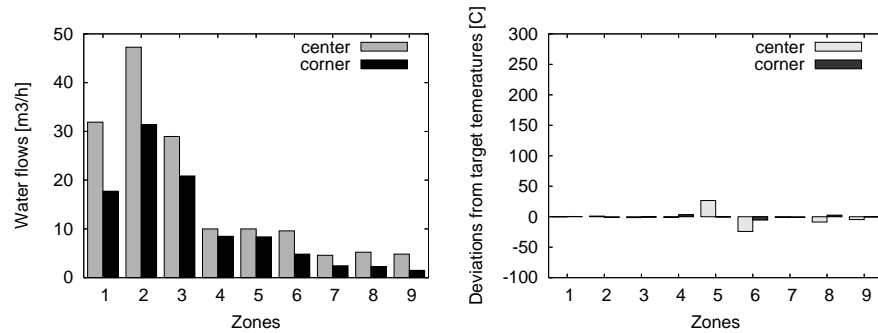 Water flows [m3/h]
50
40
30
20
10
0
center
corner
1 2 3 4 5 6 7 8 9
Zones
Deviations from target temeratures [C]
300
250
200
150
100
50
0
-50
-100
center
corner
1 2 3 4 5 6 7 8 9
Zones